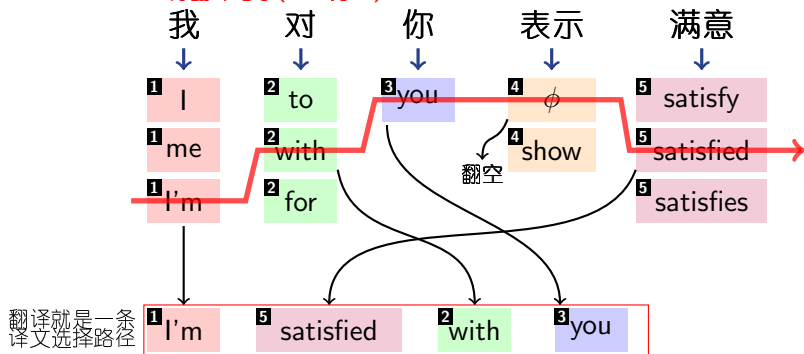 我 对 你 表示 满意
1 I 2 to 3 you 4 ϕ 5 satisfy
1 me 2 with 4 show 5 satisfied
翻空
1 I'm 2 for 5 satisfies
翻译就是一条
译文选择路径
1 I'm 5 satisfied 2 with 3 you